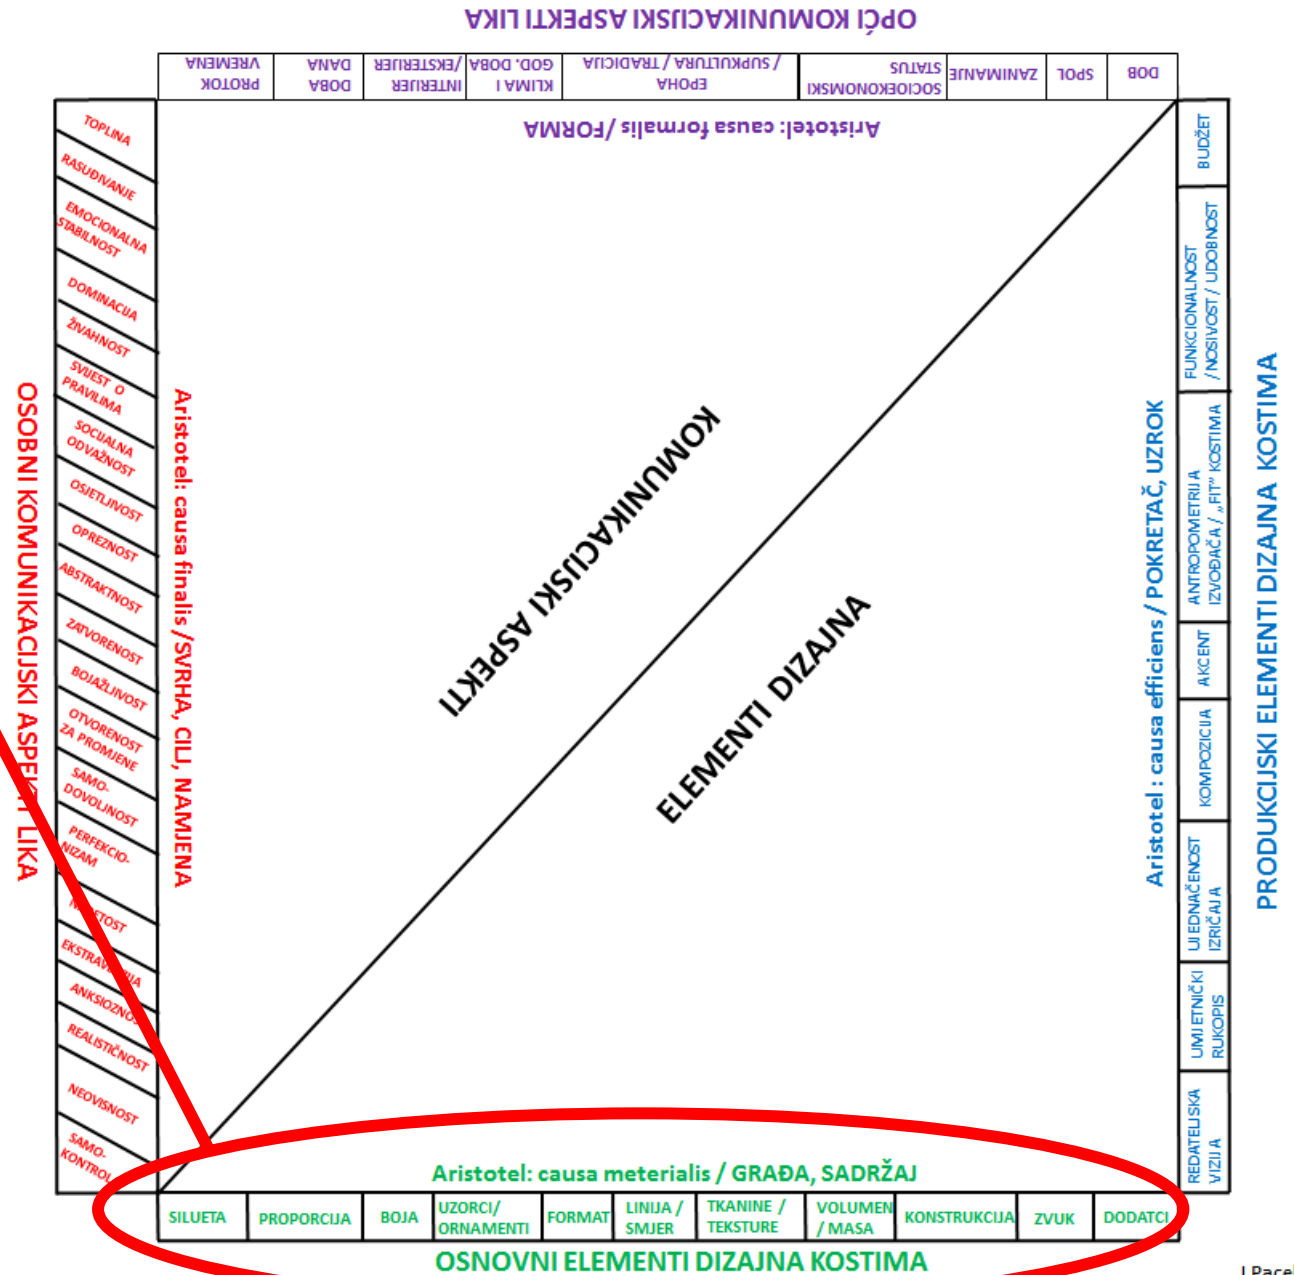 OPĆI KOMUNIKACIJSKI ASPEKTI LIKA
DOB
SPOL
ZANIMANJE
SOCIOEKONOMSKI
STATUS
EPOHA
/ SUPKULTURA / TRADICIJA
KLIMA I
GOD. DOBA
INTERIJER
/EKSTERIJER
DOBA
DANA
PROTOK
VREMENA
Aristotel: causa formalis /FORMA
OSOBNI KOMUNIKACIJSKI ASPEKTI LIKA
TOPLINA
RASUĐIVANJE
EMOCIONALNA
STABILNOST
DOMINACIJA
ŽIVAHNOST
SVIJEST O
PRAVILIMA
SOCIJALNA
ODVAŽNOST
OSJETLJIVOST
OPREZNOST
ABSTRAKTNOST
ZATVORENOST
BOJAŽLJIVOST
OTVORENOST
ZA PROMJENE
SAMO-
DOVOLJNOST
PERFEKCIO-
NIZAM
EKSTRAVERZIJA
ANKSIOZNOS
REALISTIČNOST
NEOVISNOST
SAMO-
KONTROL
Aristotel: causa finalis /SVRHA, CILJ, NAMJENA
KOMUNIKACIJSKI
ASPEKTI
ELEMENTI DIZAJNA
Aristotel : causa efficiens / POKRETAČ, UZROK
BUDŽET
FUNKCIONALNOST
/ NOSIVOST / UDOBNOST
ANTROPOMETRIJA
IZVOĐAČA / „FIT” KOSTIMA
AKCENT
KOMPOZICIJA
UJEDNAČENOST
IZRIČAJA
UMJETNIČKI
RUKOPIS
REDATELJSKA
VIZIJA
PRODUKCIJSKI ELEMENTI DIZAJNA KOSTIMA
Aristotel: causa meterialis / GRAĐA, SADRŽAJ
SILUETA
PROPORCIJA
BOJA
UZORCI/
ORNAMENTI
FORMAT
LINIJA /
SMJER
TKANINE /
TEKSTURE
VOLUMEN
/ MASA
KONSTRUKCIJA
ZVUK
DODATCI
OSNOVNI ELEMENTI DIZAJNA KOSTIMA